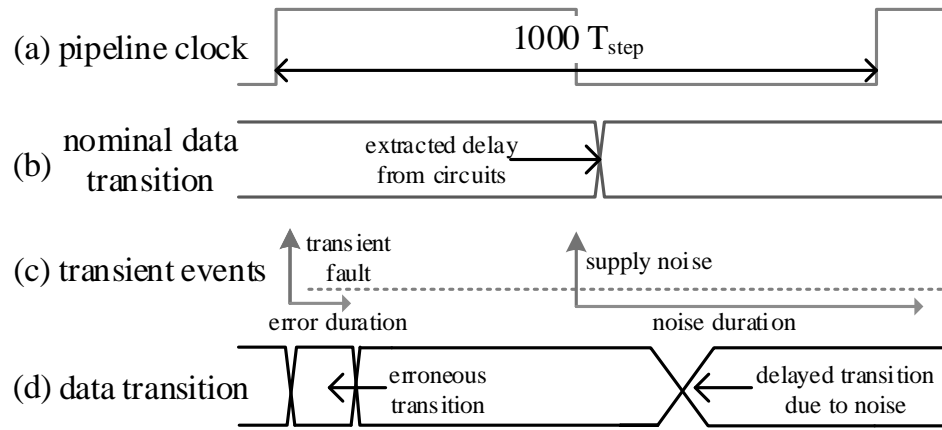 (a) pipeline clock
1000 T_step
(b) nominal data
transition
extracted delay
from circuits
(c) transient events
transient
fault
error duration
supply noise
noise duration
(d) data transition
erroneous
transition
delayed transition
due to noise